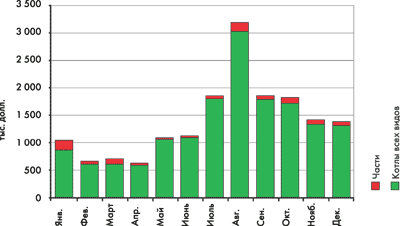 3 500
3 000
2 500
2 000
1 500
1 000
500
0
тыс. долл.
Янв.
Фев.
Март
Апр.
Май
Июнь
Июль
Авг.
Сен.
Окт.
Нояб.
Дек.
Части
Котлы всех видов